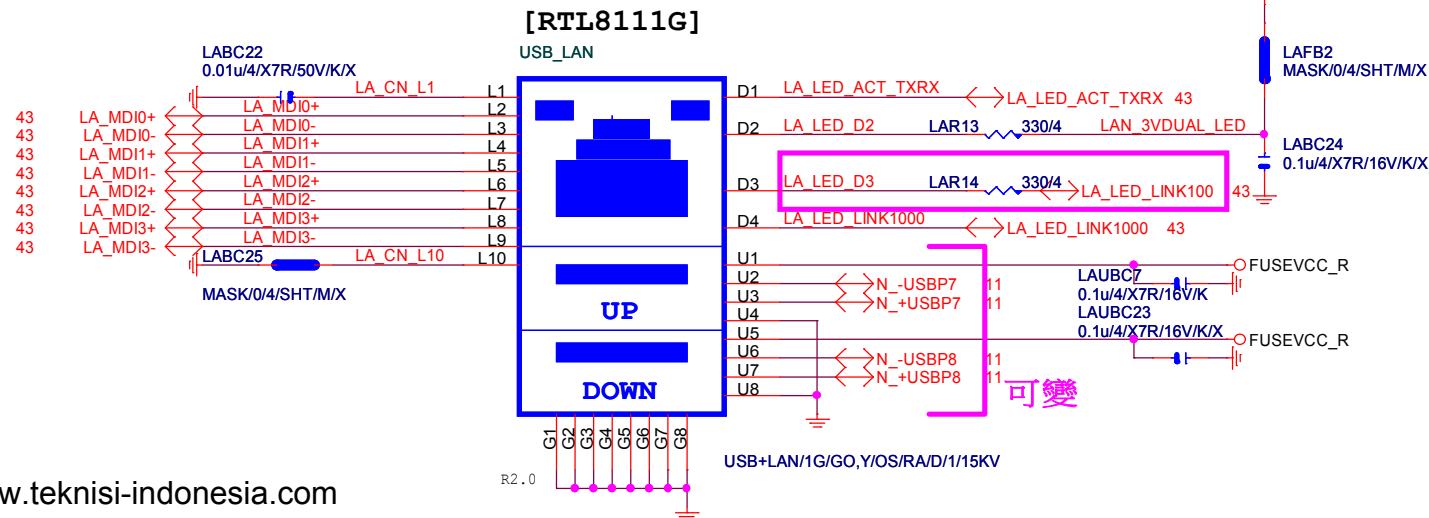 [RTL8111G]
USB_LAN
LABC22
0.01u/4/X7R/50V/K/X
LA_CN_L1
L1
43 LA_MDI0+ LA_MDI0+ L2
43 LA_MDI0- LA_MDI0- L3
43 LA_MDI1+ LA_MDI1+ L4
43 LA_MDI1- LA_MDI1- L5
43 LA_MDI2+ LA_MDI2+ L6
43 LA_MDI2- LA_MDI2- L7
43 LA_MDI3+ LA_MDI3+ L8
43 LA_MDI3- LA_MDI3- L9
LABC25 LA_CN_L10 L10
MASK/0/4/SHT/M/X
UP
DOWN
D1 LA_LED_ACT_TXRX LA_LED_ACT_TXRX 43
D2 LA_LED_D2 LAR13 330/4 LAN_3VDUAL_LED
D3 LA_LED_D3 LAR14 330/4 LA_LED_LINK100 43
D4 LA_LED_LINK1000 LA_LED_LINK1000 43
LAFB2
MASK/0/4/SHT/M/X
LABC24
0.1u/4/X7R/16V/K/X
U1 FUSEVCC_R
U2 N_-USBP7 11
U3 N_+USBP7 11
U4
U5 FUSEVCC_R
U6 N_-USBP8 11
U7 N_+USBP8 11
U8
LAUBC7
0.1u/4/X7R/16V/K
LAUBC23
0.1u/4/X7R/16V/K/X
可變
G1 G2 G3 G4 G5 G6 G7 G8
USB+LAN/1G/GO,Y/OS/RA/D/1/15KV
R2.0
w.teknisi-indonesia.com